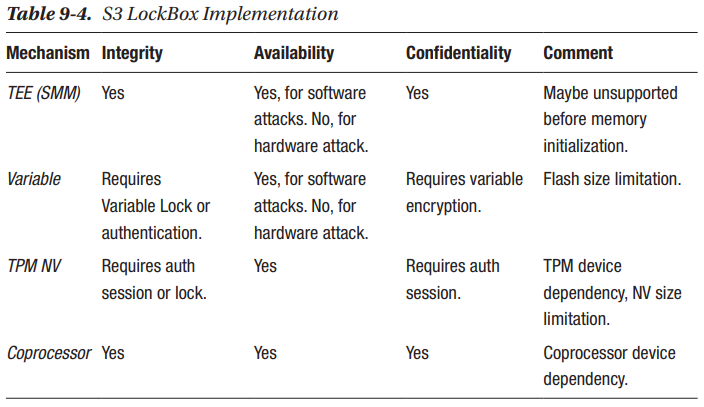 Table 9-4. S3 LockBox Implementation
Mechanism Integrity Availability Confidentiality Comment
TEE (SMM) Yes Yes, for software Yes Maybe unsupported
attacks. No, for before memory
hardware attack. initialization.
Variable Requires Yes, for software Requires variable Flash size limitation.
Variable Lock or attacks. No, for encryption.
authentication. hardware attack.
TPM NV Requires auth Yes Requires auth TPM device
session or lock. session. dependency, NV size
limitation.
Coprocessor Yes Yes Yes Coprocessor device
dependency.